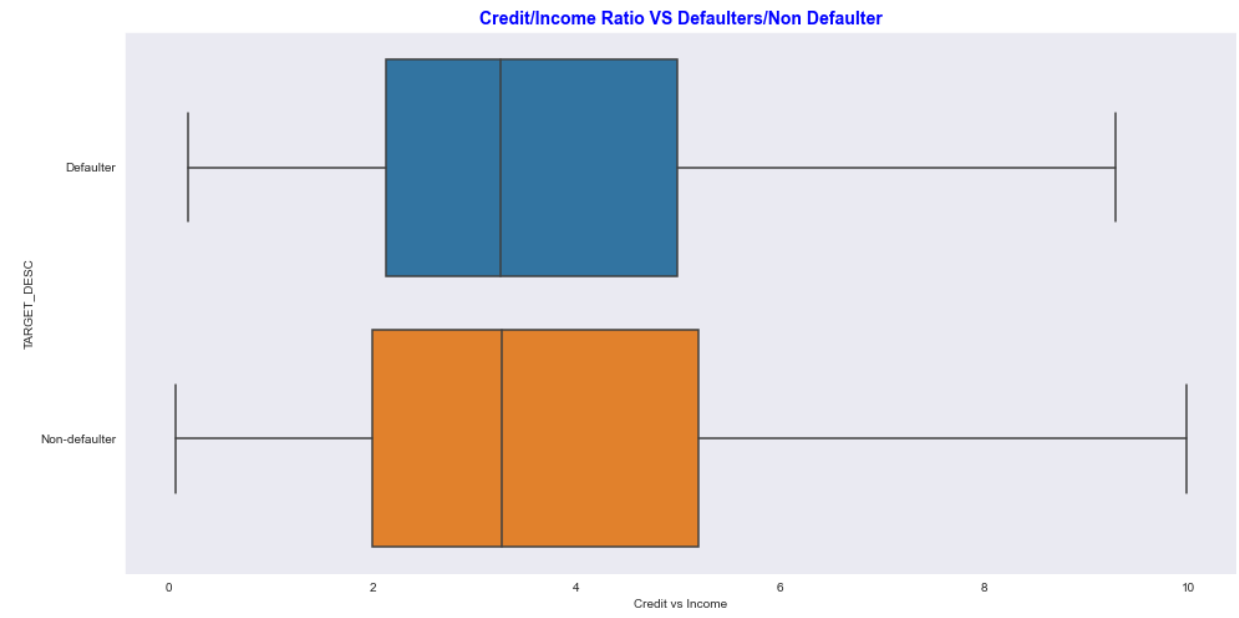 Credit/Income Ratio VS Defaulters/Non Defaulter
Defaulter
TARGET_DESC
Non-defaulter
0 2 4 6 8 10
Credit vs Income